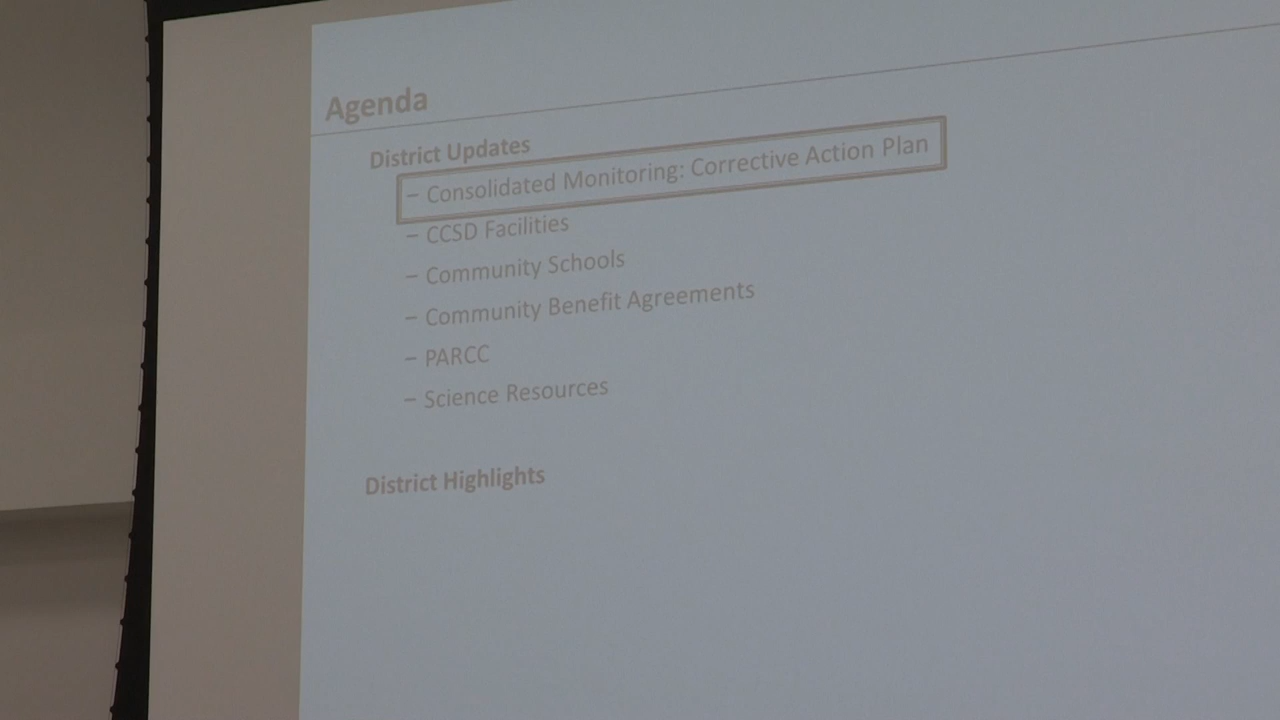 Agenda
District Updates
– Consolidated Monitoring: Corrective Action Plan
– CCSD Facilities
– Community Schools
– Community Benefit Agreements
– PARCC
– Science Resources
District Highlights